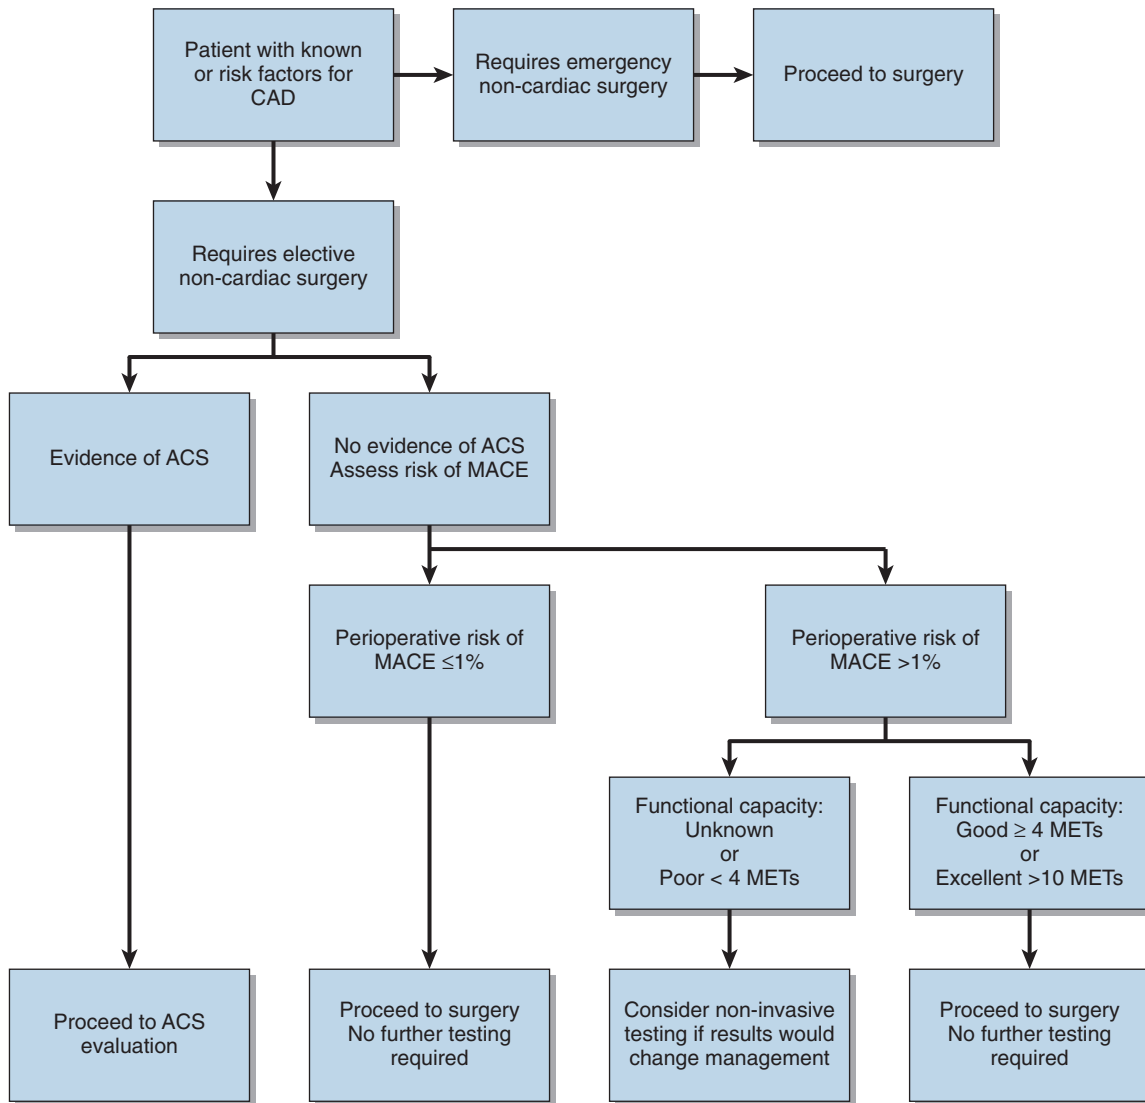 Patient with known
or risk factors for
CAD
Requires emergency
non-cardiac surgery
Proceed to surgery
Requires elective
non-cardiac surgery
Evidence of ACS
No evidence of ACS
Assess risk of MACE
Perioperative risk of
MACE ≤1%
Perioperative risk of
MACE >1%
Functional capacity:
Unknown
or
Poor < 4 METs
Functional capacity:
Good ≥ 4 METs
or
Excellent >10 METs
Proceed to ACS
evaluation
Proceed to surgery
No further testing
required
Consider non-invasive
testing if results would
change management
Proceed to surgery
No further testing
required